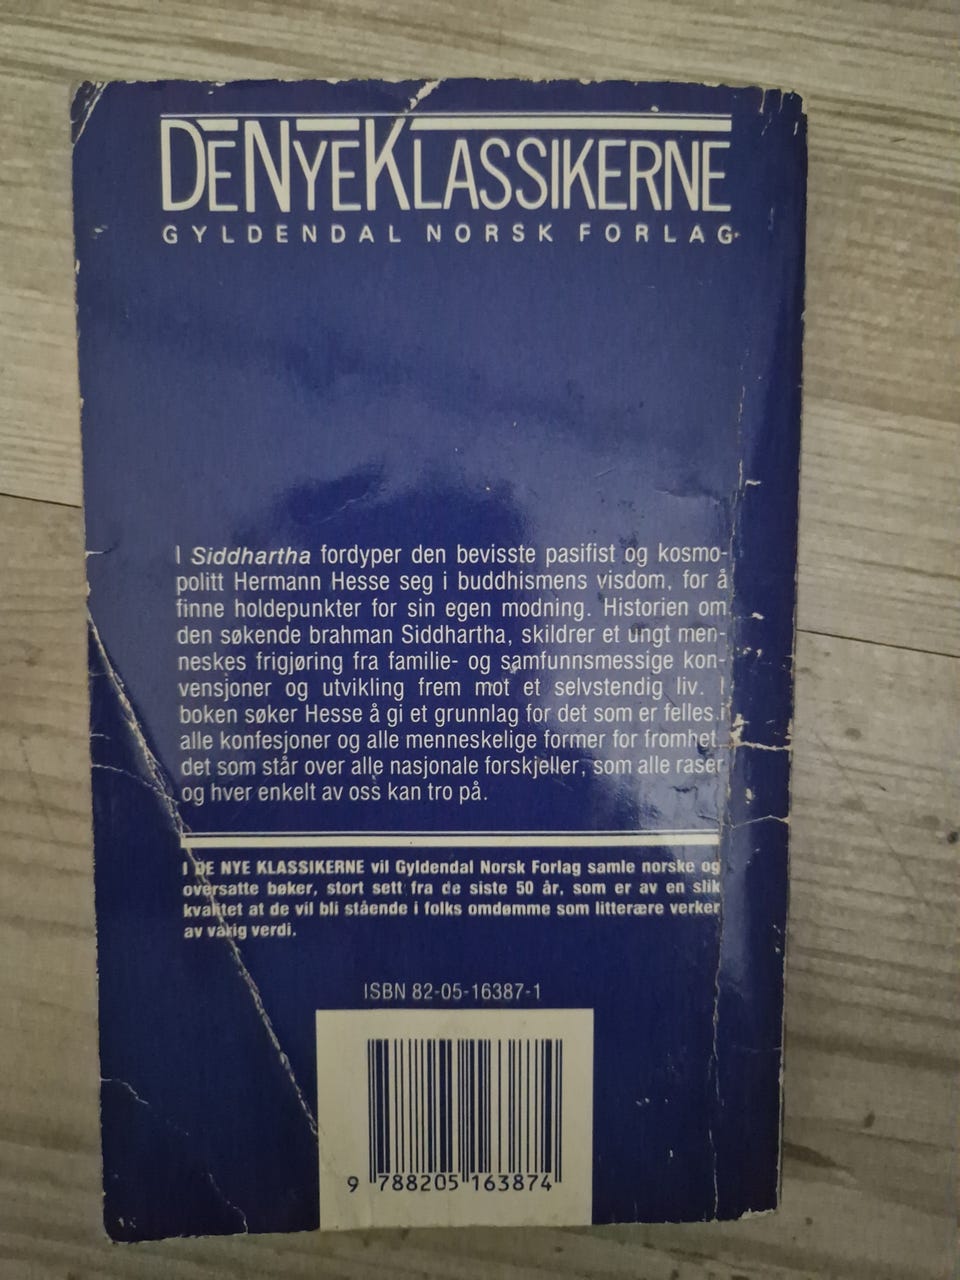 DE NYE KLASSIKERNE
GYLDENDAL NORSK FORLAG
I Siddhartha fordyper den bevisste pasifist og kosmo-
politt Hermann Hesse seg i buddhismens visdom, for å
finne holdepunkter for sin egen modning. Historien om
den søkende brahman Siddhartha, skildrer et ungt men-
neskes frigjøring fra familie- og samfunnsmessige kon-
vensjoner og utvikling frem mot et selvstendig liv. I
boken søker Hesse å gi et grunnlag for det som er felles i
alle konfesjoner og alle menneskelige former for fromhet,
det som står over alle nasjonale forskjeller, som alle raser
og hver enkelt av oss kan tro på.
I DE NYE KLASSIKERNE vil Gyldendal Norsk Forlag samle norske og
oversatte bøker, stort sett fra de siste 50 år, som er av en slik
kvalitet at de vil bli stående i folks omdømme som litterære verker
av varig verdi.
ISBN 82-05-16387-1
9 788205 163874